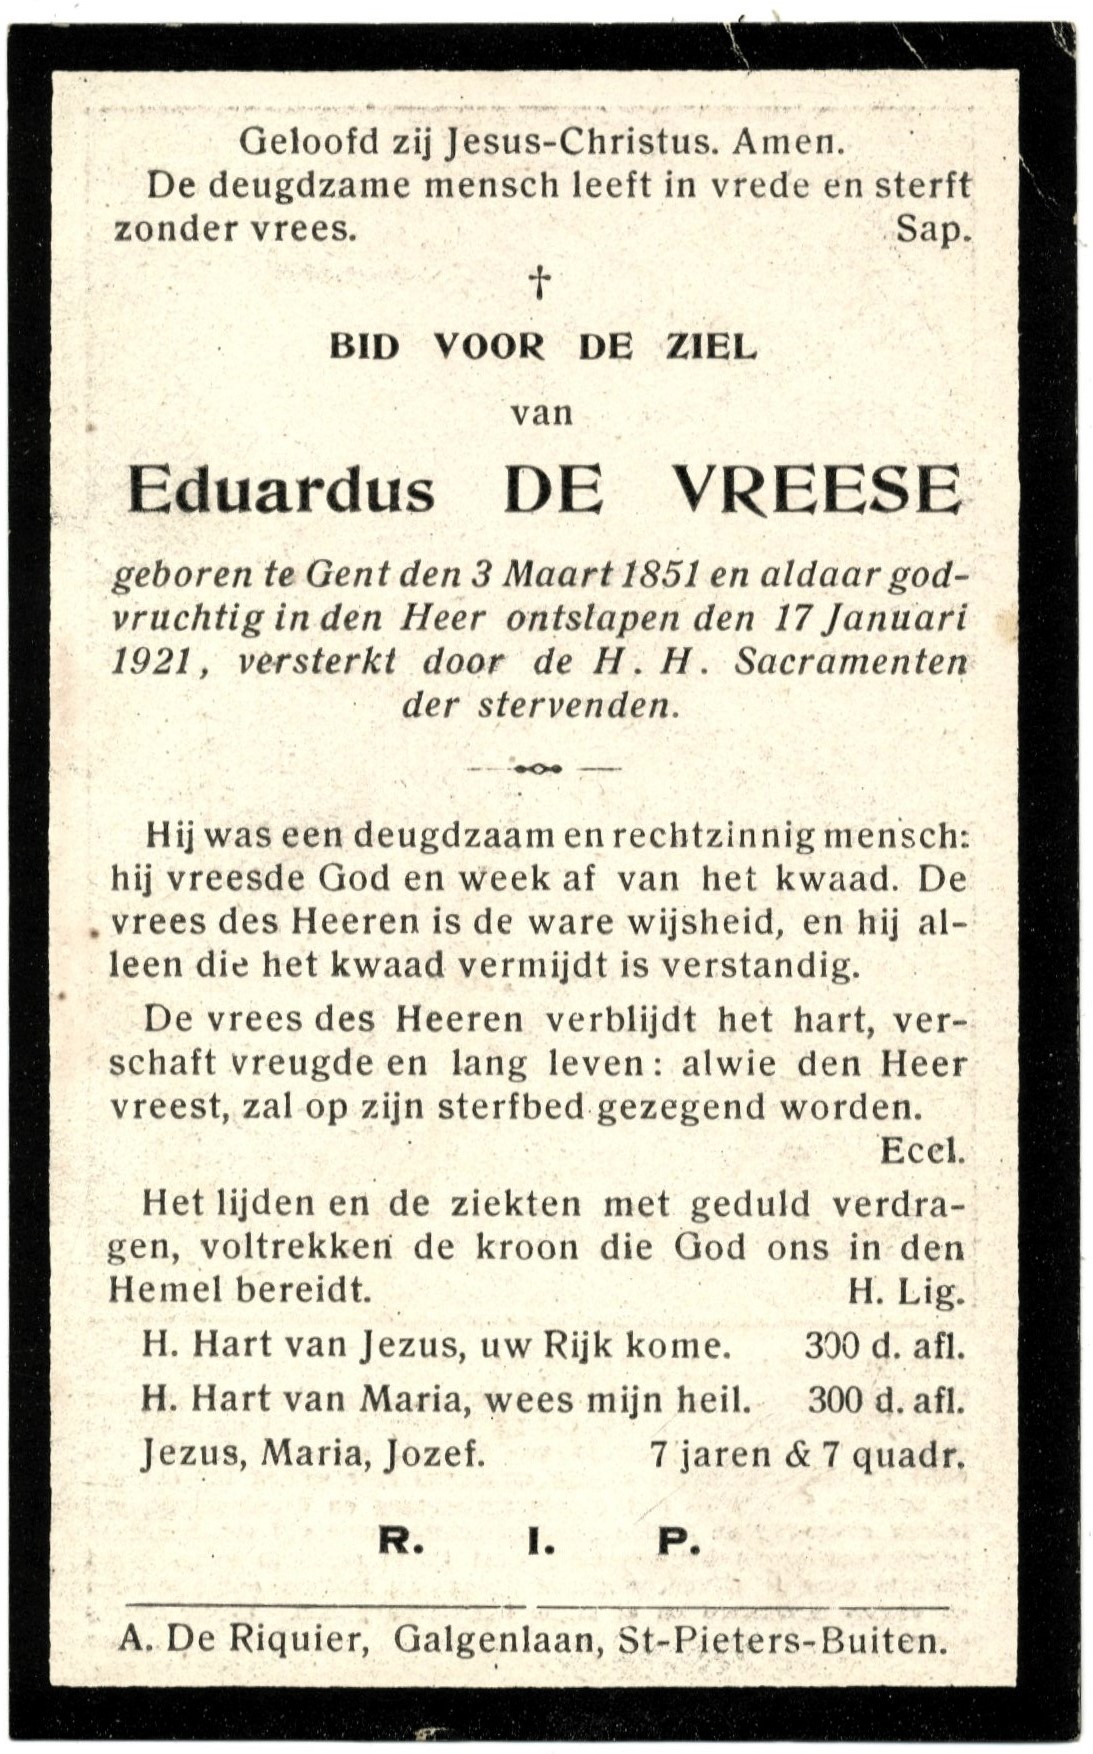 Geloofd zij Jesus-Christus. Amen.
De deugdzame mensch leeft in vrede en sterft
zonder vrees. Sap.
†
BID VOOR DE ZIEL
van
Eduardus DE VREESE
geboren te Gent den 3 Maart 1851 en aldaar god-
vruchtig in den Heer ontslapen den 17 Januari
1921, versterkt door de H. H. Sacramenten
der stervenden.
Hij was een deugdzaam en rechtzinnig mensch:
hij vreesde God en week af van het kwaad. De
vrees des Heeren is de ware wijsheid, en hij al-
leen die het kwaad vermijdt is verstandig.
De vrees des Heeren verblijdt het hart, ver-
schaft vreugde en lang leven: alwie den Heer
vreest, zal op zijn sterfbed gezegend worden.
Eccl.
Het lijden en de ziekten met geduld verdra-
gen, voltrekken de kroon die God ons in den
Hemel bereidt. H. Lig.
H. Hart van Jezus, uw Rijk kome. 300 d. afl.
H. Hart van Maria, wees mijn heil. 300 d. afl.
Jezus, Maria, Jozef. 7 jaren & 7 quadr.
R. I. P.
A. De Riquier, Galgenlaan, St-Pieters-Buiten.